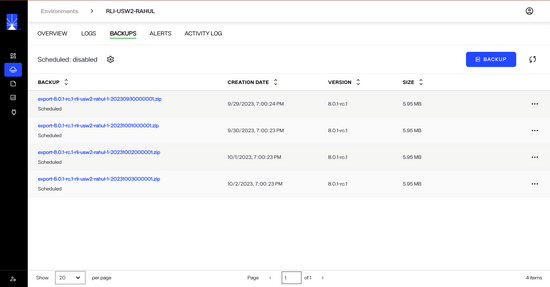 Environments > RLI-USW2-RAHUL
OVERVIEW LOGS BACKUPS ALERTS ACTIVITY LOG
Scheduled: disabled BACKUP
BACKUP CREATION DATE VERSION SIZE
export-8.0.1-rc.1-rli-usw2-rahul-1-20230930000001.zip 9/29/2023, 7:00:24 PM 8.0.1-rc.1 5.95 MB ...
Scheduled
export-8.0.1-rc.1-rli-usw2-rahul-1-20231001000001.zip 9/30/2023, 7:00:23 PM 8.0.1-rc.1 5.95 MB ...
Scheduled
export-8.0.1-rc.1-rli-usw2-rahul-1-20231002000001.zip 10/1/2023, 7:00:23 PM 8.0.1-rc.1 5.95 MB ...
Scheduled
export-8.0.1-rc.1-rli-usw2-rahul-1-20231003000001.zip 10/2/2023, 7:00:23 PM 8.0.1-rc.1 5.95 MB ...
Scheduled
Show 20 per page Page < 1 of 1 > 4 items